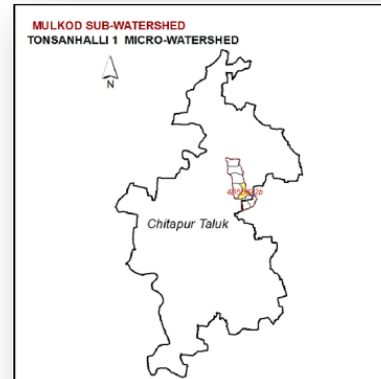 MULKOD SUB-WATERSHED
TONSANHALLI 1 MICRO-WATERSHED
N
Chitapur Taluk